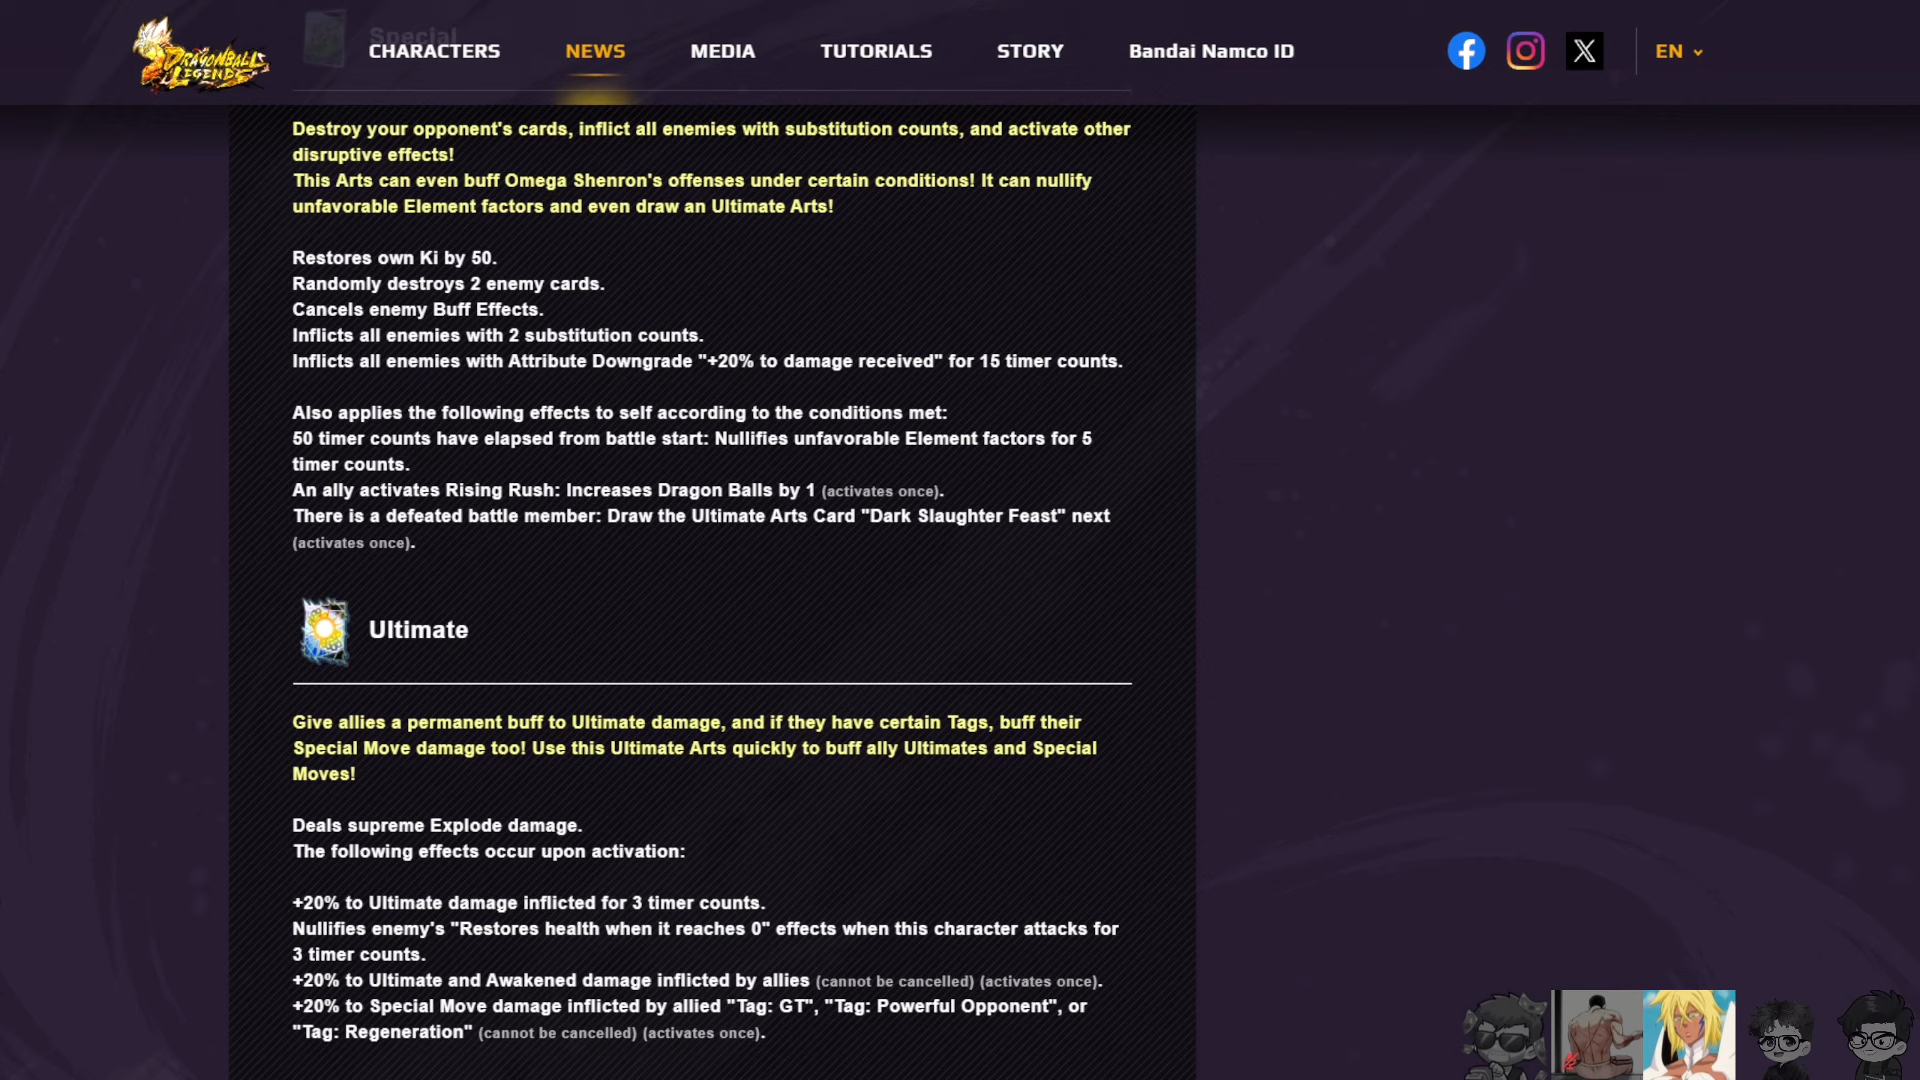 Special
DRAGONBALL
LEGENDS
CHARACTERS
NEWS
MEDIA
TUTORIALS
STORY
Bandai Namco ID
EN
Destroy your opponent's cards, inflict all enemies with substitution counts, and activate other
disruptive effects!
This Arts can even buff Omega Shenron's offenses under certain conditions! It can nullify
unfavorable Element factors and even draw an Ultimate Arts!
Restores own Ki by 50.
Randomly destroys 2 enemy cards.
Cancels enemy Buff Effects.
Inflicts all enemies with 2 substitution counts.
Inflicts all enemies with Attribute Downgrade "+20% to damage received" for 15 timer counts.
Also applies the following effects to self according to the conditions met:
50 timer counts have elapsed from battle start: Nullifies unfavorable Element factors for 5
timer counts.
An ally activates Rising Rush: Increases Dragon Balls by 1 (activates once).
There is a defeated battle member: Draw the Ultimate Arts Card "Dark Slaughter Feast" next
(activates once).
Ultimate
Give allies a permanent buff to Ultimate damage, and if they have certain Tags, buff their
Special Move damage too! Use this Ultimate Arts quickly to buff ally Ultimates and Special
Moves!
Deals supreme Explode damage.
The following effects occur upon activation:
+20% to Ultimate damage inflicted for 3 timer counts.
Nullifies enemy's "Restores health when it reaches 0" effects when this character attacks for
3 timer counts.
+20% to Ultimate and Awakened damage inflicted by allies (cannot be cancelled) (activates once).
+20% to Special Move damage inflicted by allied "Tag: GT", "Tag: Powerful Opponent", or
"Tag: Regeneration" (cannot be cancelled) (activates once).